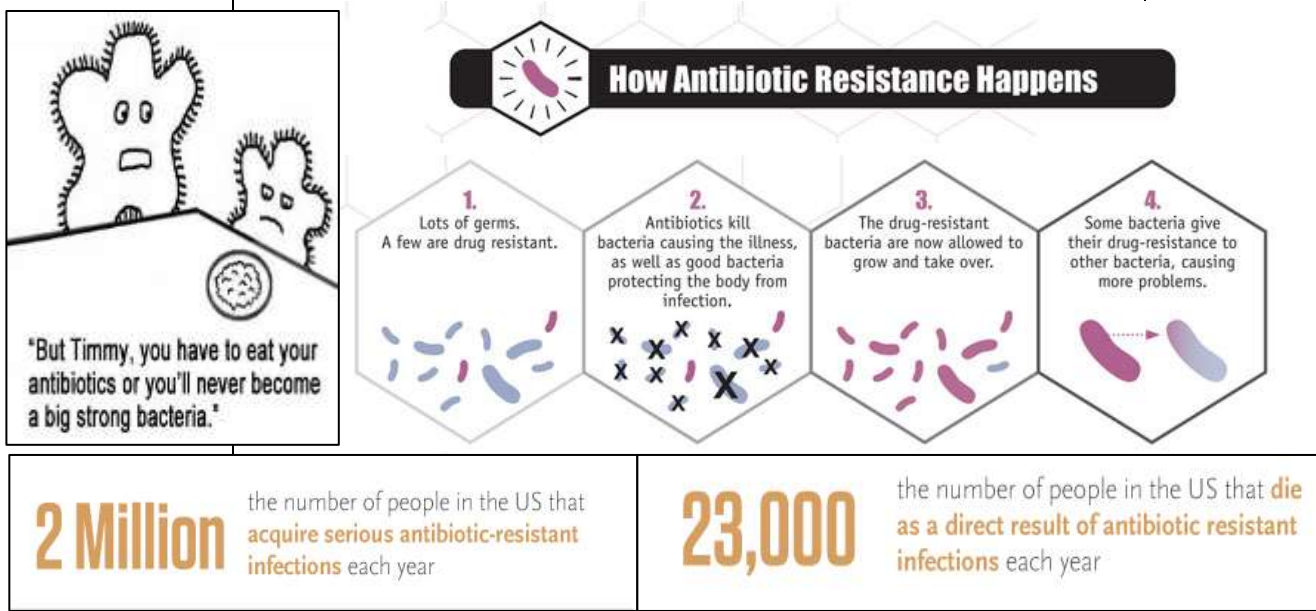 How Antibiotic Resistance Happens
"But Timmy, you have to eat your
antibiotics or you'll never become
a big strong bacteria."
1.
Lots of germs.
A few are drug resistant.
2.
Antibiotics kill
bacteria causing the illness,
as well as good bacteria
protecting the body from
infection.
X X X X X X X X X
3.
The drug-resistant
bacteria are now allowed to
grow and take over.
4.
Some bacteria give
their drug-resistance to
other bacteria, causing
more problems.
2 Million
the number of people in the US that
acquire serious antibiotic-resistant
infections each year
23,000
the number of people in the US that die
as a direct result of antibiotic resistant
infections each year